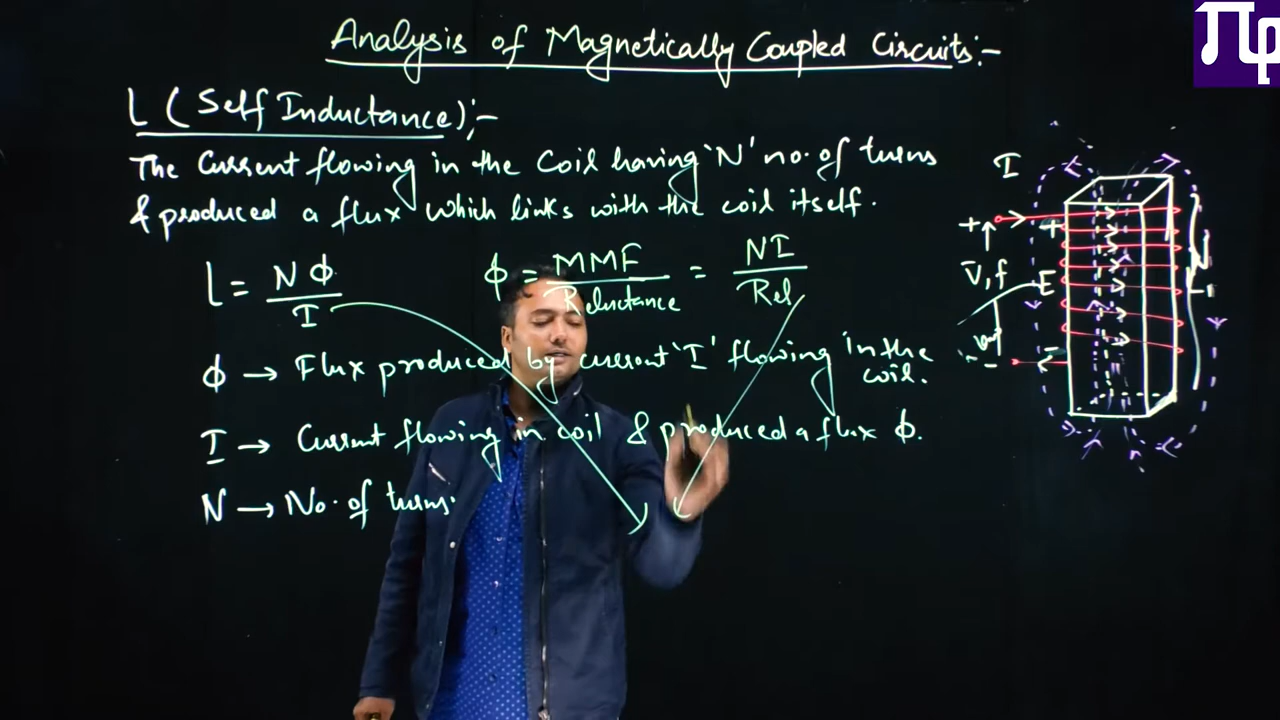 Analysis of Magnetically Coupled Circuits:-
πφ
L (Self Inductance):-
The Current flowing in the Coil having 'N' no. of turns
& produced a flux which links with the coil itself.
L = NΦ / I
Φ = MMF / Reluctance = NI / Rel
Φ → Flux produced by current 'I' flowing in the coil.
I → Current flowing in coil & produced a flux Φ.
N → No. of turns.
I
+ +
V, f E N L
- -